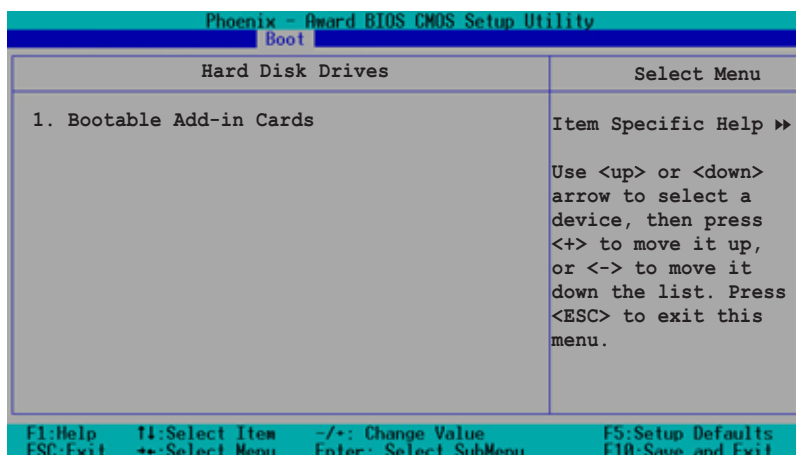 Phoenix - Award BIOS CMOS Setup Utility
Boot
Hard Disk Drives
Select Menu
1. Bootable Add-in Cards
Item Specific Help
Use <up> or <down>
arrow to select a
device, then press
<+> to move it up,
or <-> to move it
down the list. Press
<ESC> to exit this
menu.
F1:Help ↑↓:Select Item -/+: Change Value F5:Setup Defaults
ESC:Exit →←:Select Menu Enter: Select SubMenu F10:Save and Exit